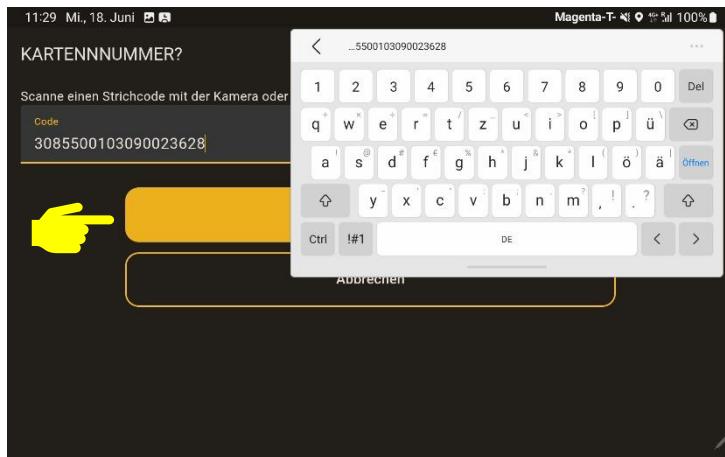 11:29 Mi., 18. Juni
Magenta-T- 100%
KARTENNNUMMER?
Scanne einen Strichcode mit der Kamera oder
Code
3085500103090023628
Abbrechen
...5500103090023628
1 2 3 4 5 6 7 8 9 0 Del
q w e r t z u i o p ü
a s d f g h j k l ö ä Öffnen
y x c v b n m , ! . ?
Ctrl !#1 DE < >